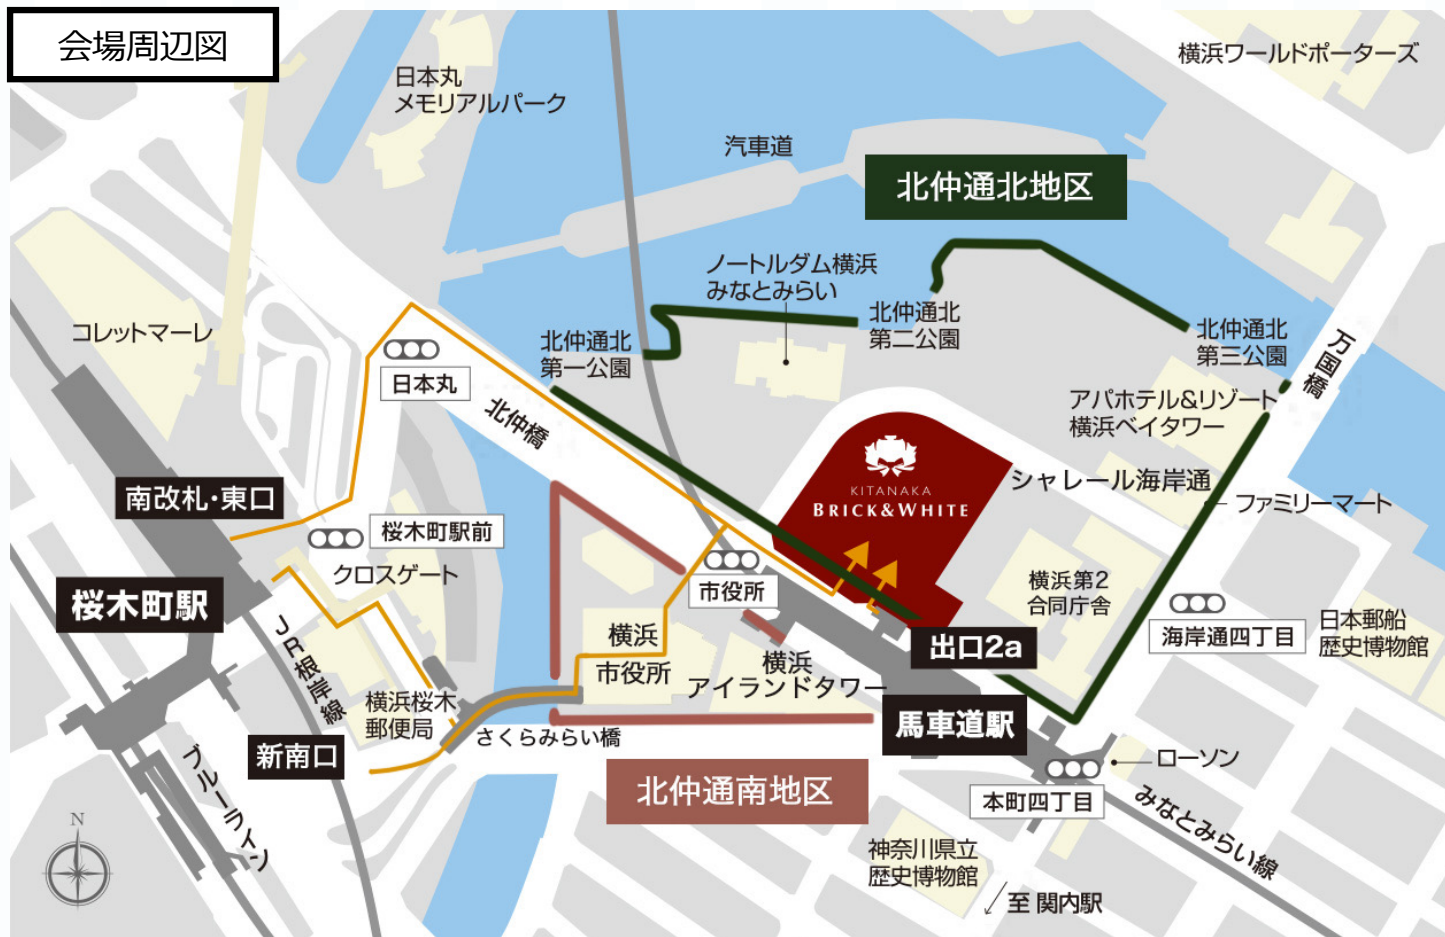 会場周辺図
横浜ワールドポーターズ
日本丸
メモリアルパーク
汽車道
北仲通北地区
ノートルダム横浜
みなとみらい
北仲通北
第二公園
北仲通北
第一公園
北仲通北
第三公園
コレットマーレ
日本丸
万国橋
アパホテル&リゾート
横浜ベイタワー
北仲橋
KITANAKA
BRICK&WHITE
シャレール海岸通
ファミリーマート
南改札・東口
桜木町駅前
クロスゲート
市役所
横浜第2
合同庁舎
桜木町駅
海岸通四丁目
日本郵船
歴史博物館
横浜
市役所
横浜
アイランドタワー
出口2a
JR根岸線
横浜桜木
郵便局
さくらみらい橋
馬車道駅
新南口
ブルーライン
北仲通南地区
ローソン
本町四丁目
みなとみらい線
神奈川県立
歴史博物館
至 関内駅
N